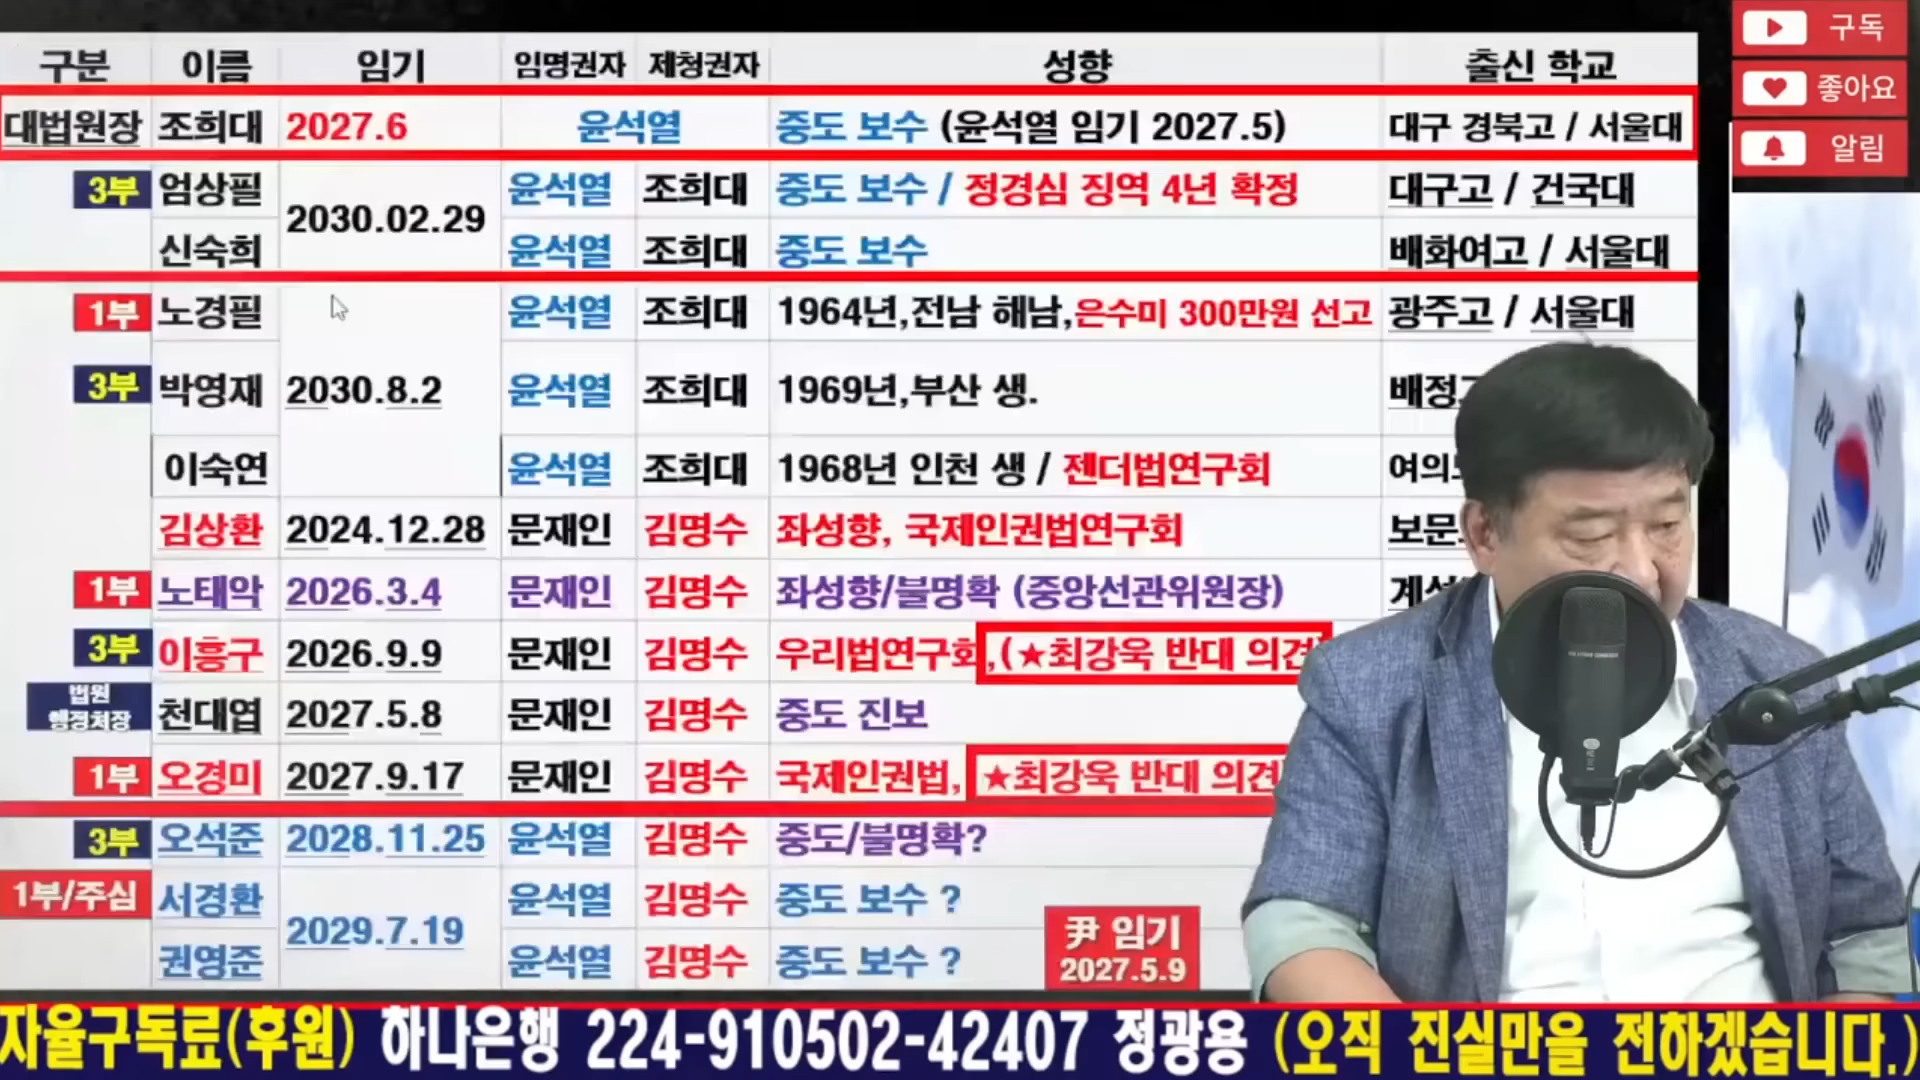 구독
좋아요
알림
구분 이름 임기 임명권자 제청권자 성향 출신 학교
대법원장 조희대 2027.6 윤석열 중도 보수 (윤석열 임기 2027.5) 대구 경북고 / 서울대
3부 엄상필 2030.02.29 윤석열 조희대 중도 보수 / 정경심 징역 4년 확정 대구고 / 건국대
신숙희 윤석열 조희대 중도 보수 배화여고 / 서울대
1부 노경필 윤석열 조희대 1964년,전남 해남,은수미 300만원 선고 광주고 / 서울대
3부 박영재 2030.8.2 윤석열 조희대 1969년,부산 생. 배정
이숙연 윤석열 조희대 1968년 인천 생 / 젠더법연구회
김상환 2024.12.28 문재인 김명수 좌성향, 국제인권법연구회 보문
1부 노태악 2026.3.4 문재인 김명수 좌성향/불명확 (중앙선관위원장)
3부 이흥구 2026.9.9 문재인 김명수 우리법연구회,(★최강욱 반대 의견
법원
행정처장 천대엽 2027.5.8 문재인 김명수 중도 진보
1부 오경미 2027.9.17 문재인 김명수 국제인권법, ★최강욱 반대 의견
3부 오석준 2028.11.25 윤석열 김명수 중도/불명확?
1부/주심 서경환 2029.7.19 윤석열 김명수 중도 보수 ?
권영준 윤석열 김명수 중도 보수 ?
尹 임기
2027.5.9
자율구독료(후원) 하나은행 224-910502-42407 정광용 (오직 진실만을 전하겠습니다.)